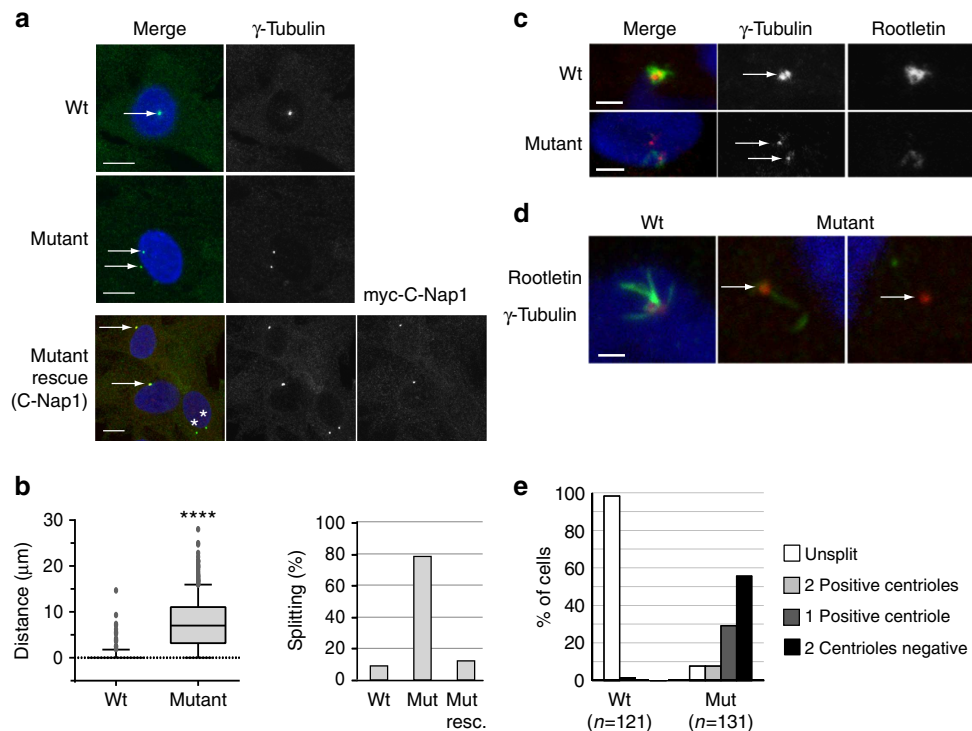 a
Merge
γ-Tubulin
Wt
Mutant
myc-C-Nap1
Mutant
rescue
(C-Nap1)
*
*
b
Distance (μm)
30
20
10
0
****
Wt
Mutant
Splitting (%)
100
80
60
40
20
0
Wt
Mut
Mut
resc.
c
Merge
γ-Tubulin
Rootletin
Wt
Mutant
d
Wt
Mutant
Rootletin
γ-Tubulin
e
% of cells
100
80
60
40
20
Wt
(n=121)
Mut
(n=131)
Unsplit
2 Positive centrioles
1 Positive centriole
2 Centrioles negative